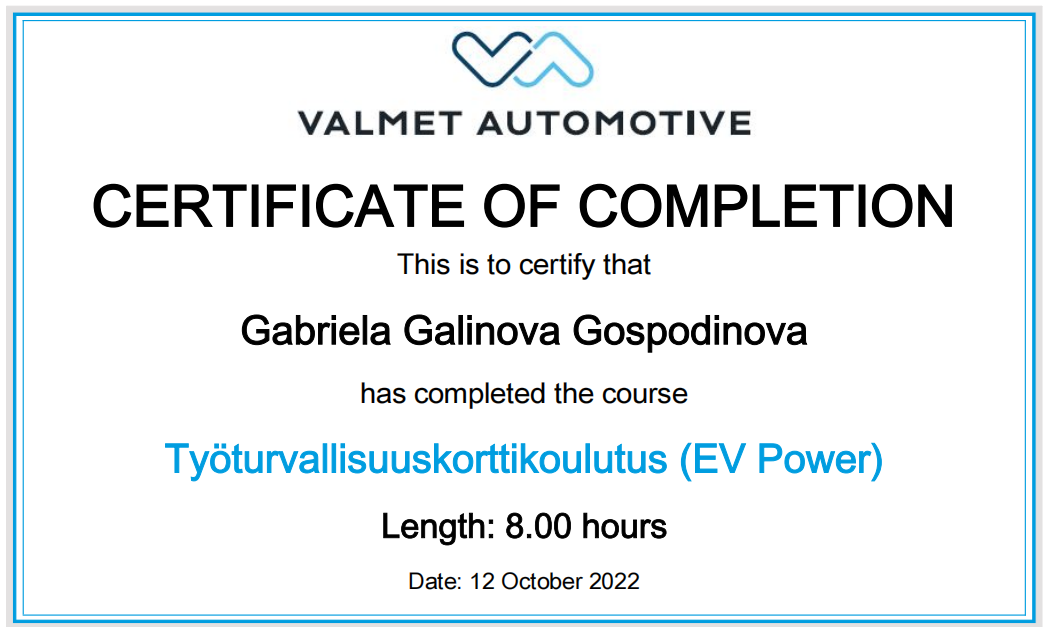 VALMET AUTOMOTIVE
CERTIFICATE OF COMPLETION
This is to certify that
Gabriela Galinova Gospodinova
has completed the course
Työturvallisuuskorttikoulutus (EV Power)
Length: 8.00 hours
Date: 12 October 2022